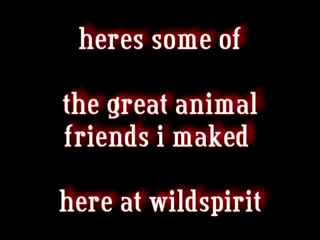 heres some of
the great animal
friends i maked
here at wildspirit